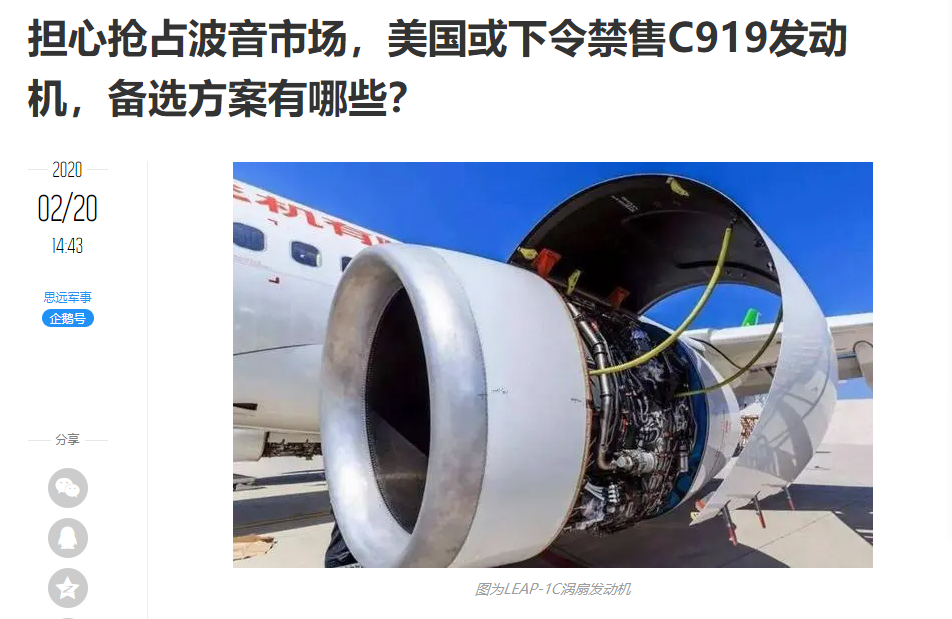 担心抢占波音市场，美国或下令禁售C919发动
机，备选方案有哪些？
2020
02/20
14:43
思远军事
企鹅号
分享
机有
图为LEAP-1C涡扇发动机